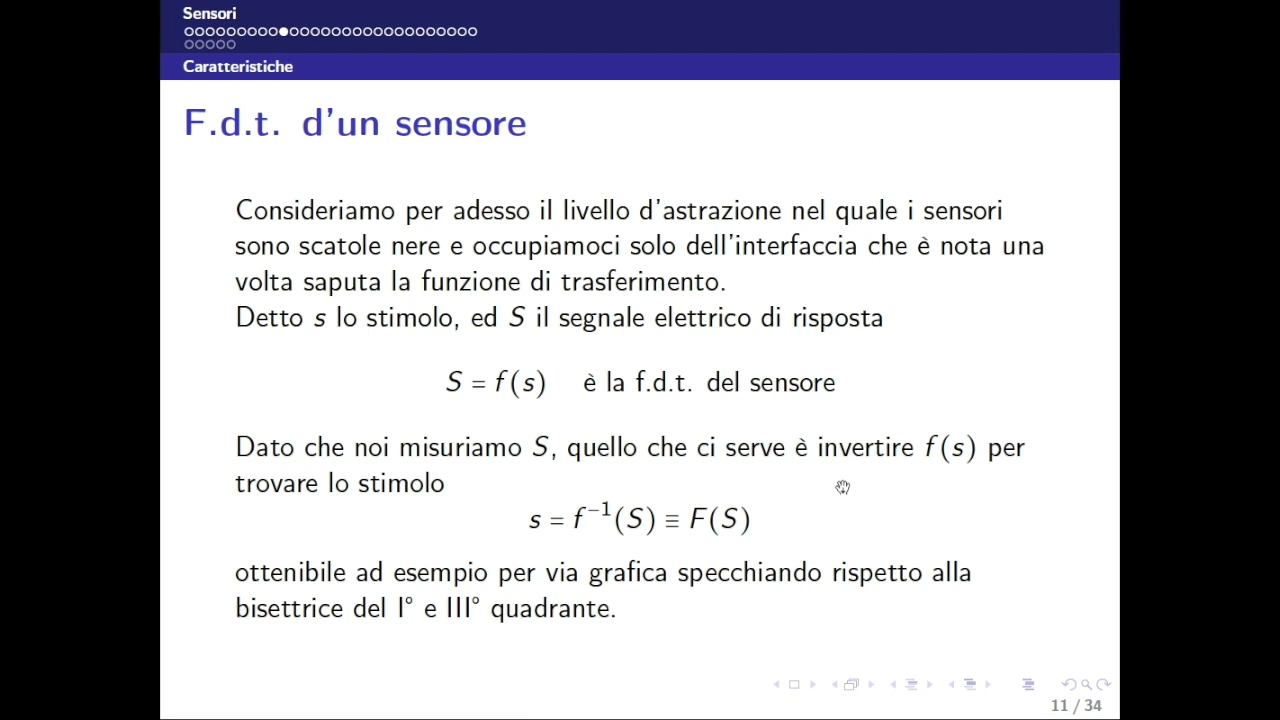 Sensori
Caratteristiche
F.d.t. d'un sensore
Consideriamo per adesso il livello d'astrazione nel quale i sensori
sono scatole nere e occupiamoci solo dell'interfaccia che è nota una
volta saputa la funzione di trasferimento.
Detto s lo stimolo, ed S il segnale elettrico di risposta
S = f(s) è la f.d.t. del sensore
Dato che noi misuriamo S, quello che ci serve è invertire f(s) per
trovare lo stimolo
s = f⁻¹(S) ≡ F(S)
ottenibile ad esempio per via grafica specchiando rispetto alla
bisettrice del I° e III° quadrante.
11 / 34